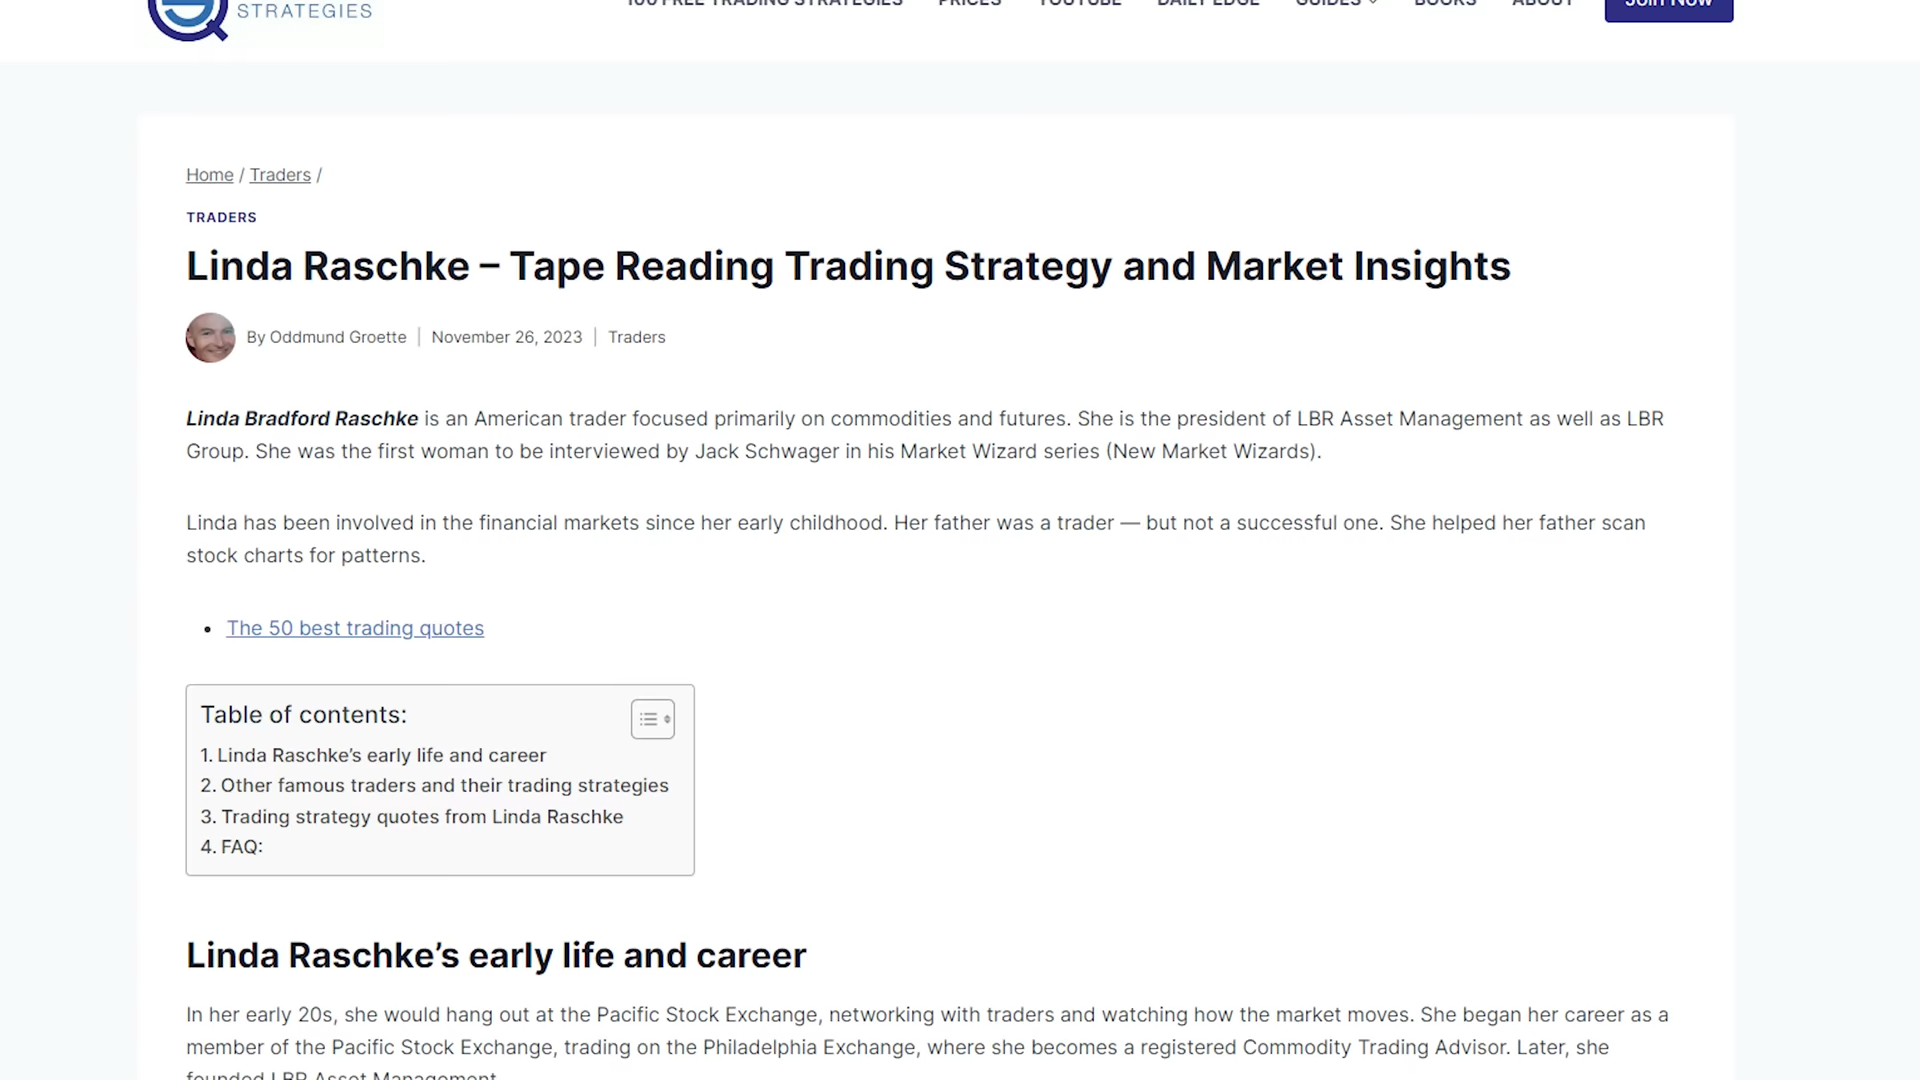 STRATEGIES
100 FREE TRADING STRATEGIES PRICES YOUTUBE DAILY EDGE GUIDES BOOKS ABOUT Join Now
Home / Traders /
TRADERS
Linda Raschke – Tape Reading Trading Strategy and Market Insights
By Oddmund Groette | November 26, 2023 | Traders
Linda Bradford Raschke is an American trader focused primarily on commodities and futures. She is the president of LBR Asset Management as well as LBR
Group. She was the first woman to be interviewed by Jack Schwager in his Market Wizard series (New Market Wizards).
Linda has been involved in the financial markets since her early childhood. Her father was a trader — but not a successful one. She helped her father scan
stock charts for patterns.
• The 50 best trading quotes
Table of contents:
1. Linda Raschke’s early life and career
2. Other famous traders and their trading strategies
3. Trading strategy quotes from Linda Raschke
4. FAQ:
Linda Raschke’s early life and career
In her early 20s, she would hang out at the Pacific Stock Exchange, networking with traders and watching how the market moves. She began her career as a
member of the Pacific Stock Exchange, trading on the Philadelphia Exchange, where she becomes a registered Commodity Trading Advisor. Later, she
founded LBR Asset Management.